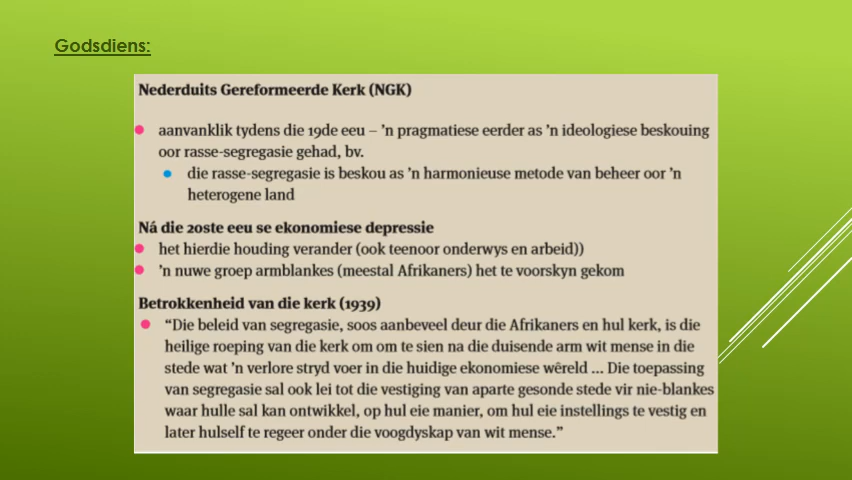 Godsdiens:
Nederduits Gereformeerde Kerk (NGK)
aanvanklik tydens die 19de eeu – 'n pragmatiese eerder as 'n ideologiese beskouing
oor rasse-segregasie gehad, bv.
die rasse-segregasie is beskou as 'n harmonieuse metode van beheer oor 'n
heterogene land
Ná die 20ste eeu se ekonomiese depressie
het hierdie houding verander (ook teenoor onderwys en arbeid))
'n nuwe groep armblankes (meestal Afrikaners) het te voorskyn gekom
Betrokkenheid van die kerk (1939)
“Die beleid van segregasie, soos aanbeveel deur die Afrikaners en hul kerk, is die
heilige roeping van die kerk om om te sien na die duisende arm wit mense in die
stede wat 'n verlore stryd voer in die huidige ekonomiese wêreld ... Die toepassing
van segregasie sal ook lei tot die vestiging van aparte gesonde stede vir nie-blankes
waar hulle sal kan ontwikkel, op hul eie manier, om hul eie instellings te vestig en
later hulself te regeer onder die voogdyskap van wit mense.”